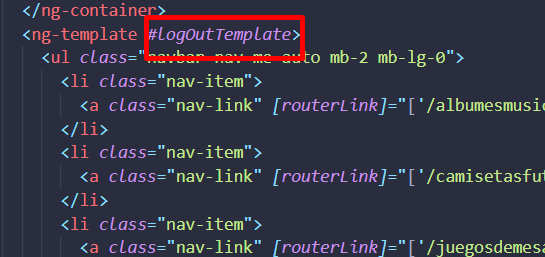 </ng-container>
<ng-template #logOutTemplate>
<ul class="navbar-nav me-auto mb-2 mb-lg-0">
<li class="nav-item">
<a class="nav-link" [routerLink]="['/albumesmusic
</li>
<li class="nav-item">
<a class="nav-link" [routerLink]="['/camisetasfut
</li>
<li class="nav-item">
<a class="nav-link" [routerLink]="['/juegosdemesa